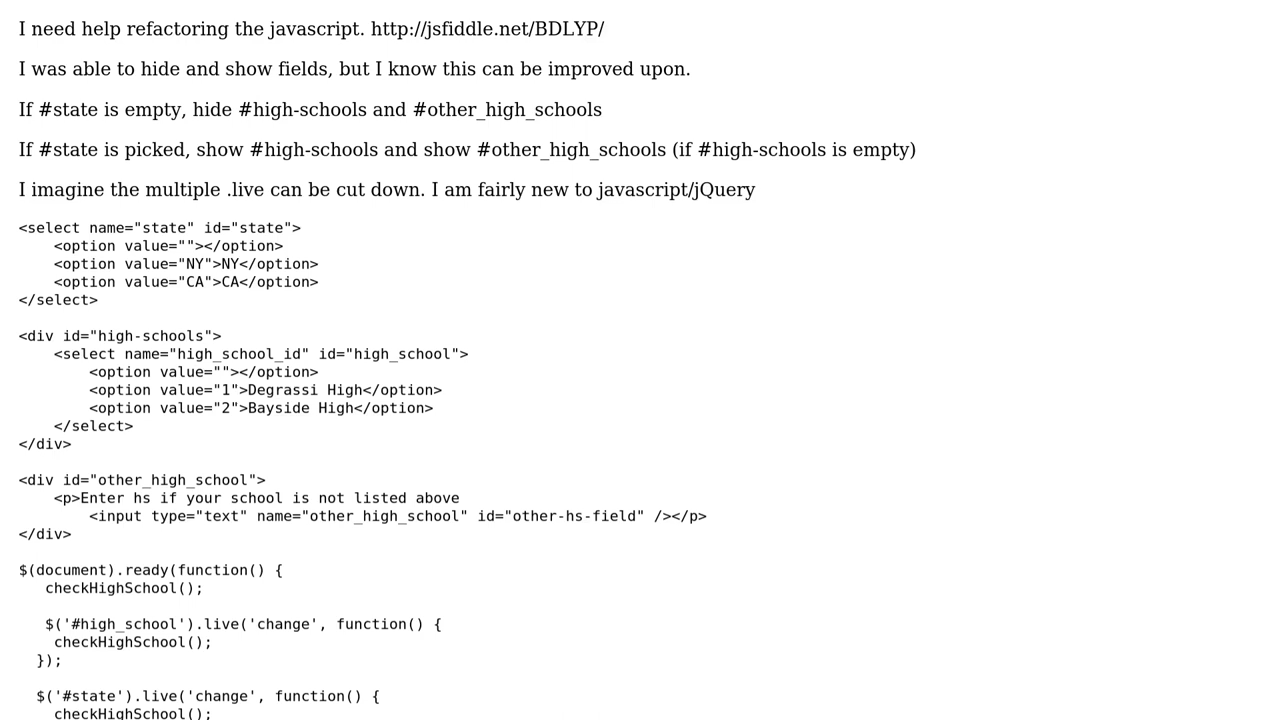 I need help refactoring the javascript. http://jsfiddle.net/BDLYP/
I was able to hide and show fields, but I know this can be improved upon.
If #state is empty, hide #high-schools and #other_high_schools
If #state is picked, show #high-schools and show #other_high_schools (if #high-schools is empty)
I imagine the multiple .live can be cut down. I am fairly new to javascript/jQuery
<select name="state" id="state">
    <option value=""></option>
    <option value="NY">NY</option>
    <option value="CA">CA</option>
</select>

<div id="high-schools">
    <select name="high_school_id" id="high_school">
        <option value=""></option>
        <option value="1">Degrassi High</option>
        <option value="2">Bayside High</option>
    </select>
</div>

<div id="other_high_school">
    <p>Enter hs if your school is not listed above
        <input type="text" name="other_high_school" id="other-hs-field" /></p>
</div>

$(document).ready(function() {
   checkHighSchool();

   $('#high_school').live('change', function() {
    checkHighSchool();
  });

  $('#state').live('change', function() {
    checkHighSchool();